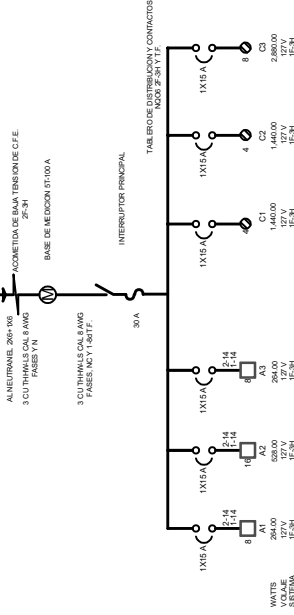 ALNEUTRANEL 2X6+1X6
ACOMETIDA DE BAJA TENSION DE C.F.E.
2F-3H
3 CU THHW-LS CAL 8 AWG
FASES Y N
BASE DE MEDICION 5T-100 A
M
3 CU THHW-LS CAL 8 AWG
FASES, NC Y 1-8d T.F.
INTERRUPTOR PRINCIPAL
30 A
TABLERO DE DISTRIBUCION Y CONTACTOS
NQO6 2F-3H Y T.F.
1X15 A
1X15 A
1X15 A
1X15 A
1X15 A
1X15 A
2-14
1-14
2-14
1-14
2-14
1-14
8
16
8
4
4
8
A1
A2
A3
C1
C2
C3
WATTS
264.00
528.00
264.00
1,440.00
1,440.00
2,880.00
VOLAJE
127 V
127 V
127 V
127 V
127 V
127 V
SISTEMA
1F-3H
1F-3H
1F-3H
1F-3H
1F-3H
1F-3H